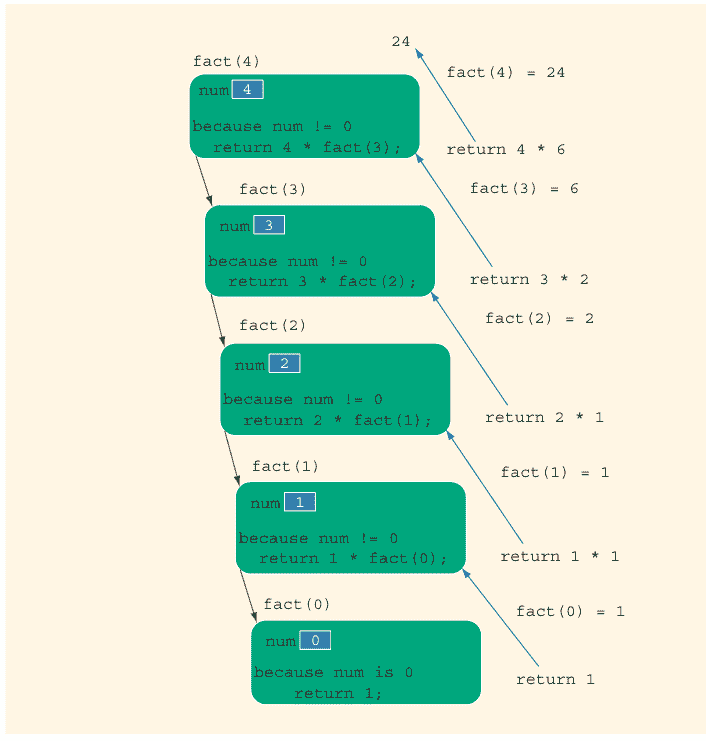 24
fact(4)
fact(4) = 24
num 4
because num != 0
return 4 * fact(3);
return 4 * 6
fact(3)
fact(3) = 6
num 3
because num != 0
return 3 * fact(2);
return 3 * 2
fact(2)
fact(2) = 2
num 2
because num != 0
return 2 * fact(1);
return 2 * 1
fact(1)
fact(1) = 1
num 1
because num != 0
return 1 * fact(0);
return 1 * 1
fact(0)
fact(0) = 1
num 0
because num is 0
return 1;
return 1